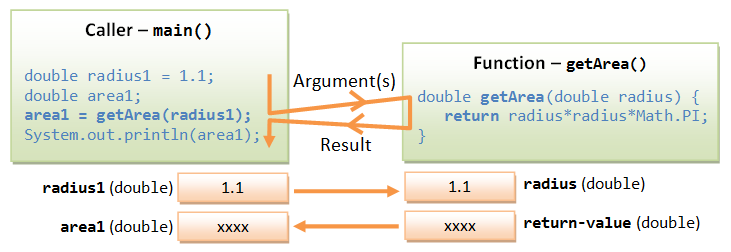 Caller – main()
double radius1 = 1.1;
double area1;
area1 = getArea(radius1);
System.out.println(area1);
Argument(s)
Result
Function – getArea()
double getArea(double radius) {
return radius*radius*Math.PI;
}
radius1 (double) 1.1 1.1 radius (double)
area1 (double) xxxx xxxx return-value (double)